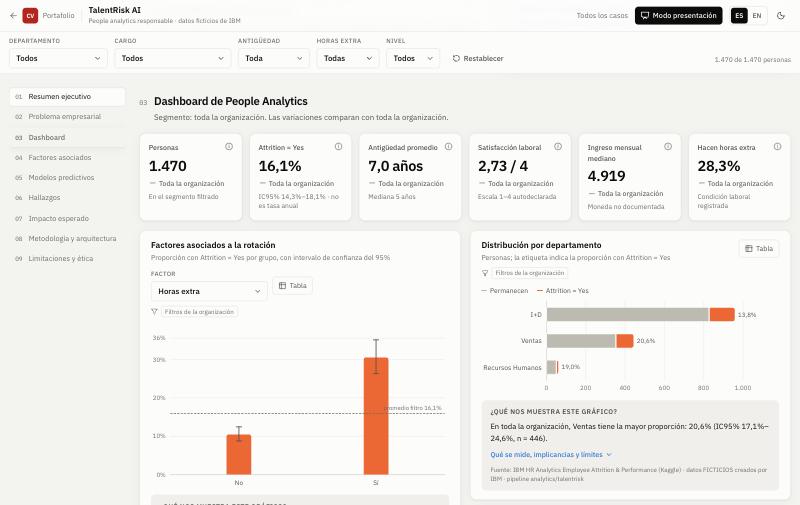 CV Portafolio
TalentRisk AI
People analytics responsable · datos ficticios de IBM
Todos los casos
Modo presentación
ES EN
DEPARTAMENTO
Todos
CARGO
Todos
ANTIGÜEDAD
Toda
HORAS EXTRA
Todas
NIVEL
Todos
Restablecer
1.470 de 1.470 personas
01 Resumen ejecutivo
02 Problema empresarial
03 Dashboard
04 Factores asociados
05 Modelos predictivos
06 Hallazgos
07 Impacto esperado
08 Metodología y arquitectura
09 Limitaciones y ética
03 Dashboard de People Analytics
Segmento: toda la organización. Las variaciones comparan con toda la organización.
Personas
1.470
— Toda la organización
En el segmento filtrado
Attrition = Yes
16,1%
— Toda la organización
IC95% 14,3%–18,1% · no
es tasa anual
Antigüedad promedio
7,0 años
— Toda la organización
Mediana 5 años
Satisfacción laboral
2,73 / 4
— Toda la organización
Escala 1–4 autodeclarada
Ingreso mensual
mediano
4.919
— Toda la organización
Moneda no documentada
Hacen horas extra
28,3%
— Toda la organización
Condición laboral
registrada
Factores asociados a la rotación
Proporción con Attrition = Yes por grupo, con intervalo de confianza del 95%
FACTOR
Horas extra
Tabla
Filtros de la organización
36%
30%
20%
10%
0%
promedio filtro 16,1%
No
Sí
¿QUÉ NOS MUESTRA ESTE GRÁFICO?
Distribución por departamento
Personas; la etiqueta indica la proporción con Attrition = Yes
Tabla
Filtros de la organización
Permanecen
Attrition = Yes
I+D
13,8%
Ventas
20,6%
Recursos Humanos
19,0%
0 200 400 600 800 1,000
¿QUÉ NOS MUESTRA ESTE GRÁFICO?
En toda la organización, Ventas tiene la mayor proporción: 20,6% (IC95% 17,1%–
24,6%, n = 446).
Qué se mide, implicancias y límites
Fuente: IBM HR Analytics Employee Attrition & Performance (Kaggle) · datos FICTICIOS creados por
IBM · pipeline analytics/talentrisk